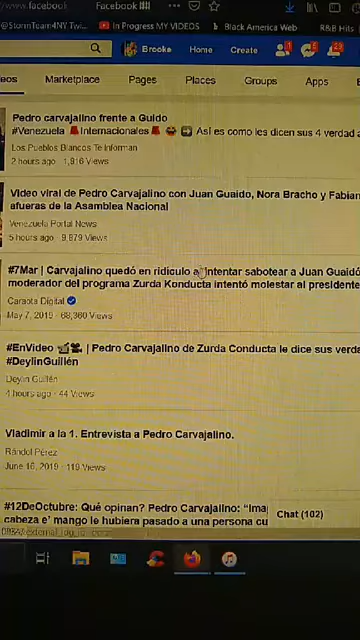 www.facebook
Facebook
@StormTeam4NY Twi...
In Progress MY VIDEOS
Black America Web
R&B Hits
Brooke
Home
Create
eos
Marketplace
Pages
Places
Groups
Apps
Pedro carvajalino frente a Guido
#Venezuela 🚨Internacionales🚨 Así es como les dicen sus 4 verdad a
Los Pueblos Blancos Te Informan
2 hours ago · 1,916 Views
Video viral de Pedro Carvajalino con Juan Guaido, Nora Bracho y Fabian
afueras de la Asamblea Nacional
Venezuela Portal News
5 hours ago · 9,879 Views
#7Mar | Carvajalino quedó en ridículo al intentar sabotear a Juan Guaidó
moderador del programa Zurda Konducta intentó molestar al presidente
Caraota Digital
May 7, 2019 · 68,360 Views
#EnVideo | Pedro Carvajalino de Zurda Conducta le dice sus verda
#DeylinGuillén
Deylin Guillén
4 hours ago · 44 Views
Vladimir a la 1. Entrevista a Pedro Carvajalino.
Rándol Pérez
June 16, 2019 · 119 Views
#12DeOctubre: Qué opinan? Pedro Carvajalino: "Ima
cabeza e' mango le hubiera pasado a una persona cu
Chat (102)